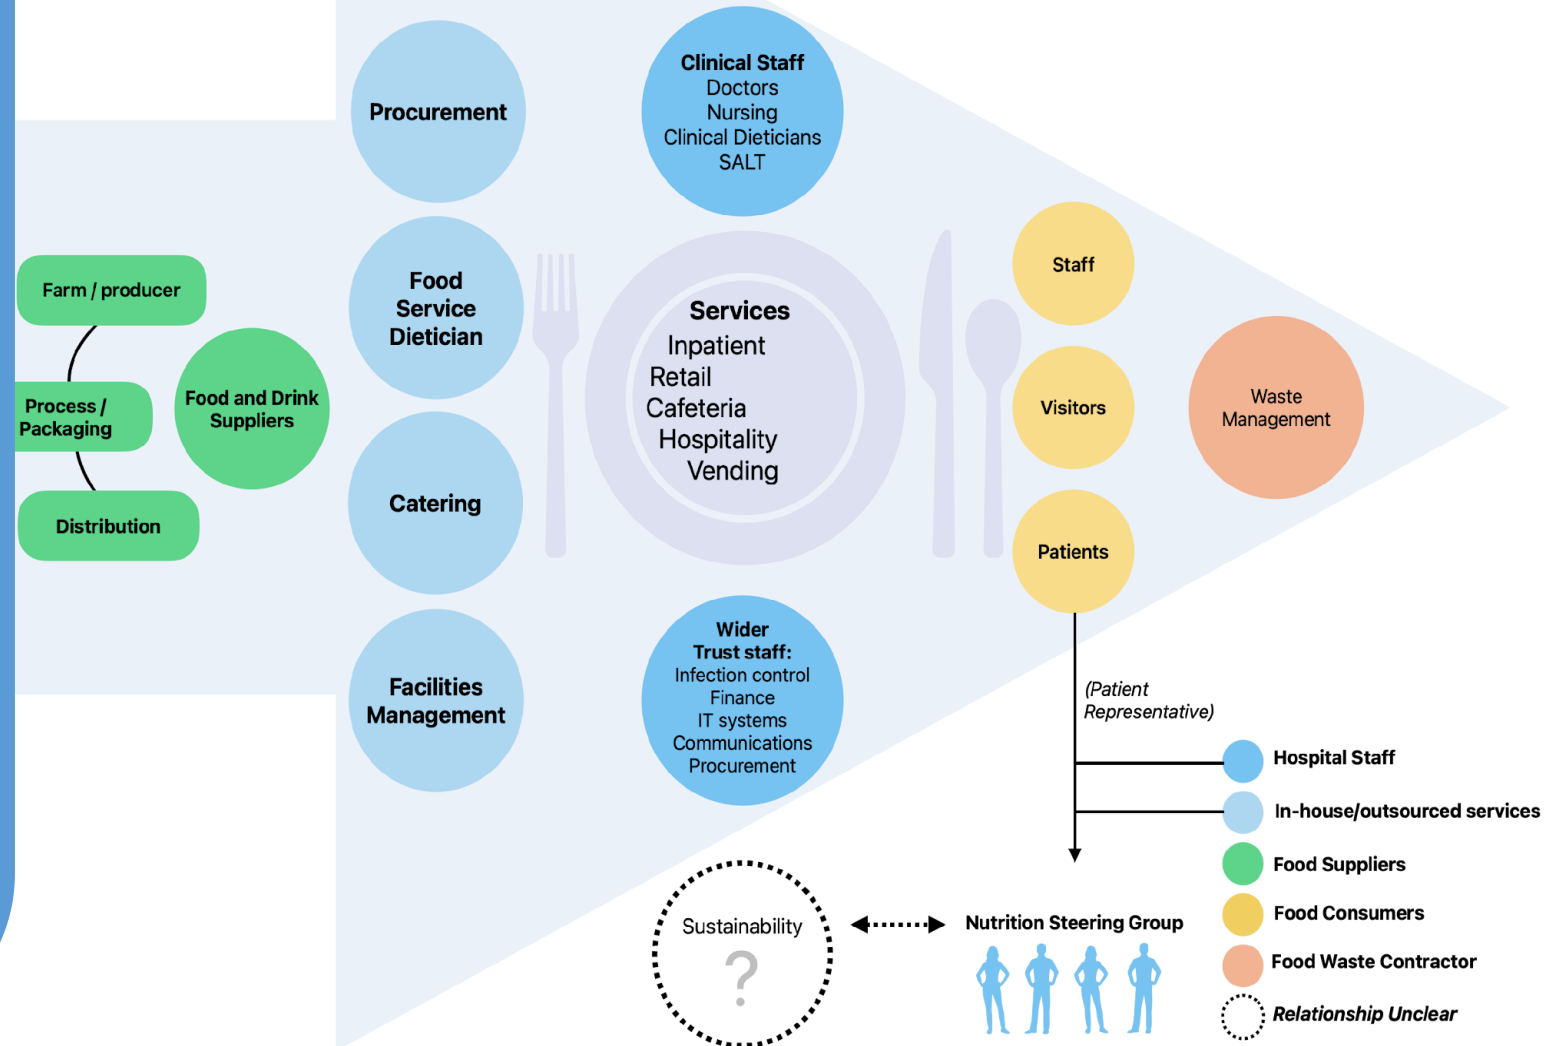 Procurement
Clinical Staff
Doctors
Nursing
Clinical Dieticians
SALT
Farm / producer
Process /
Packaging
Distribution
Food and Drink
Suppliers
Food
Service
Dietician
Catering
Facilities
Management
Services
Inpatient
Retail
Cafeteria
Hospitality
Vending
Wider
Trust staff:
Infection control
Finance
IT systems
Communications
Procurement
Staff
Visitors
Patients
Waste
Management
(Patient
Representative)
Sustainability
?
Nutrition Steering Group
Hospital Staff
In-house/outsourced services
Food Suppliers
Food Consumers
Food Waste Contractor
Relationship Unclear